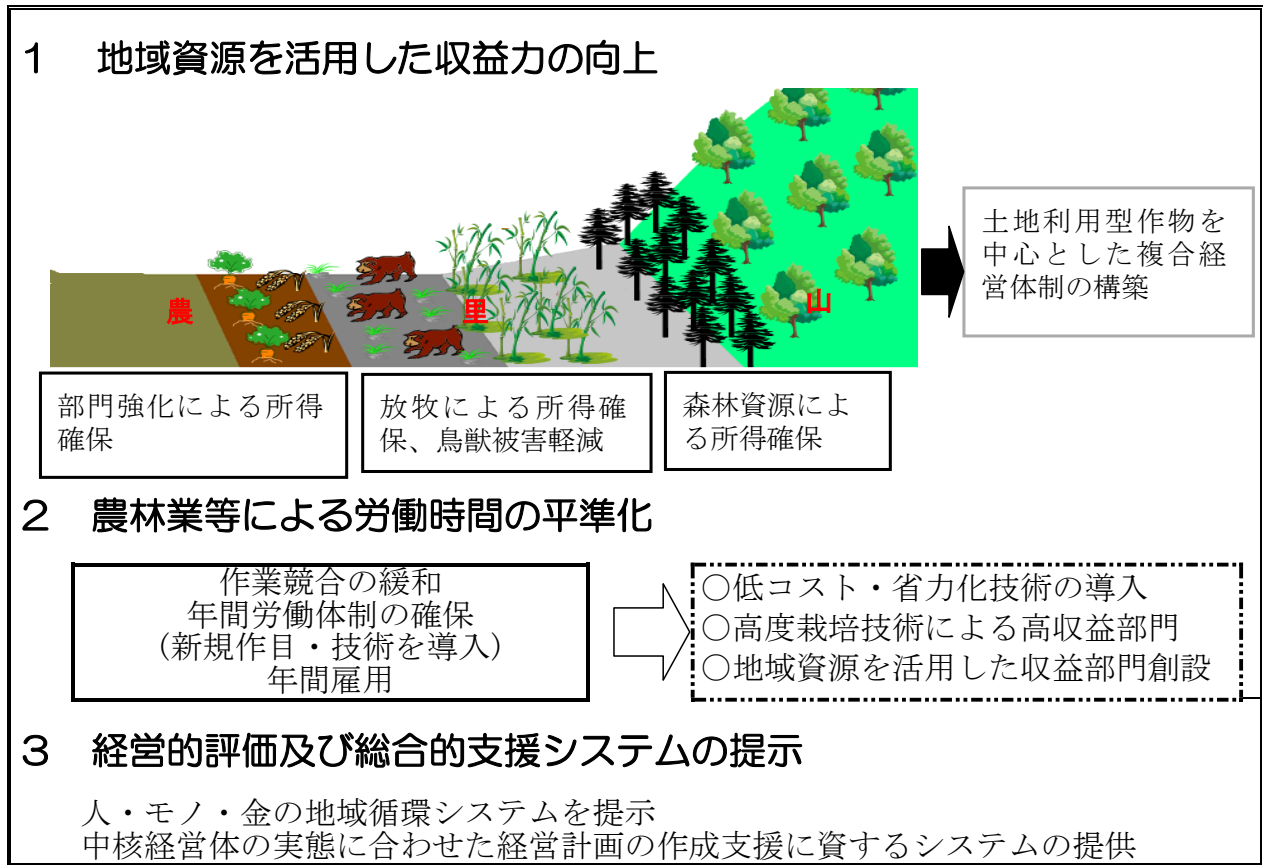 1 地域資源を活用した収益力の向上
農
里
山
土地利用型作物を
中心とした複合経
営体制の構築
部門強化による所得
確保
放牧による所得確
保、鳥獣被害軽減
森林資源によ
る所得確保
2 農林業等による労働時間の平準化
作業競合の緩和
年間労働体制の確保
(新規作目・技術を導入)
年間雇用
○低コスト・省力化技術の導入
○高度栽培技術による高収益部門
○地域資源を活用した収益部門創設
3 経営的評価及び総合的支援システムの提示
人・モノ・金の地域循環システムを提示
中核経営体の実態に合わせた経営計画の作成支援に資するシステムの提供